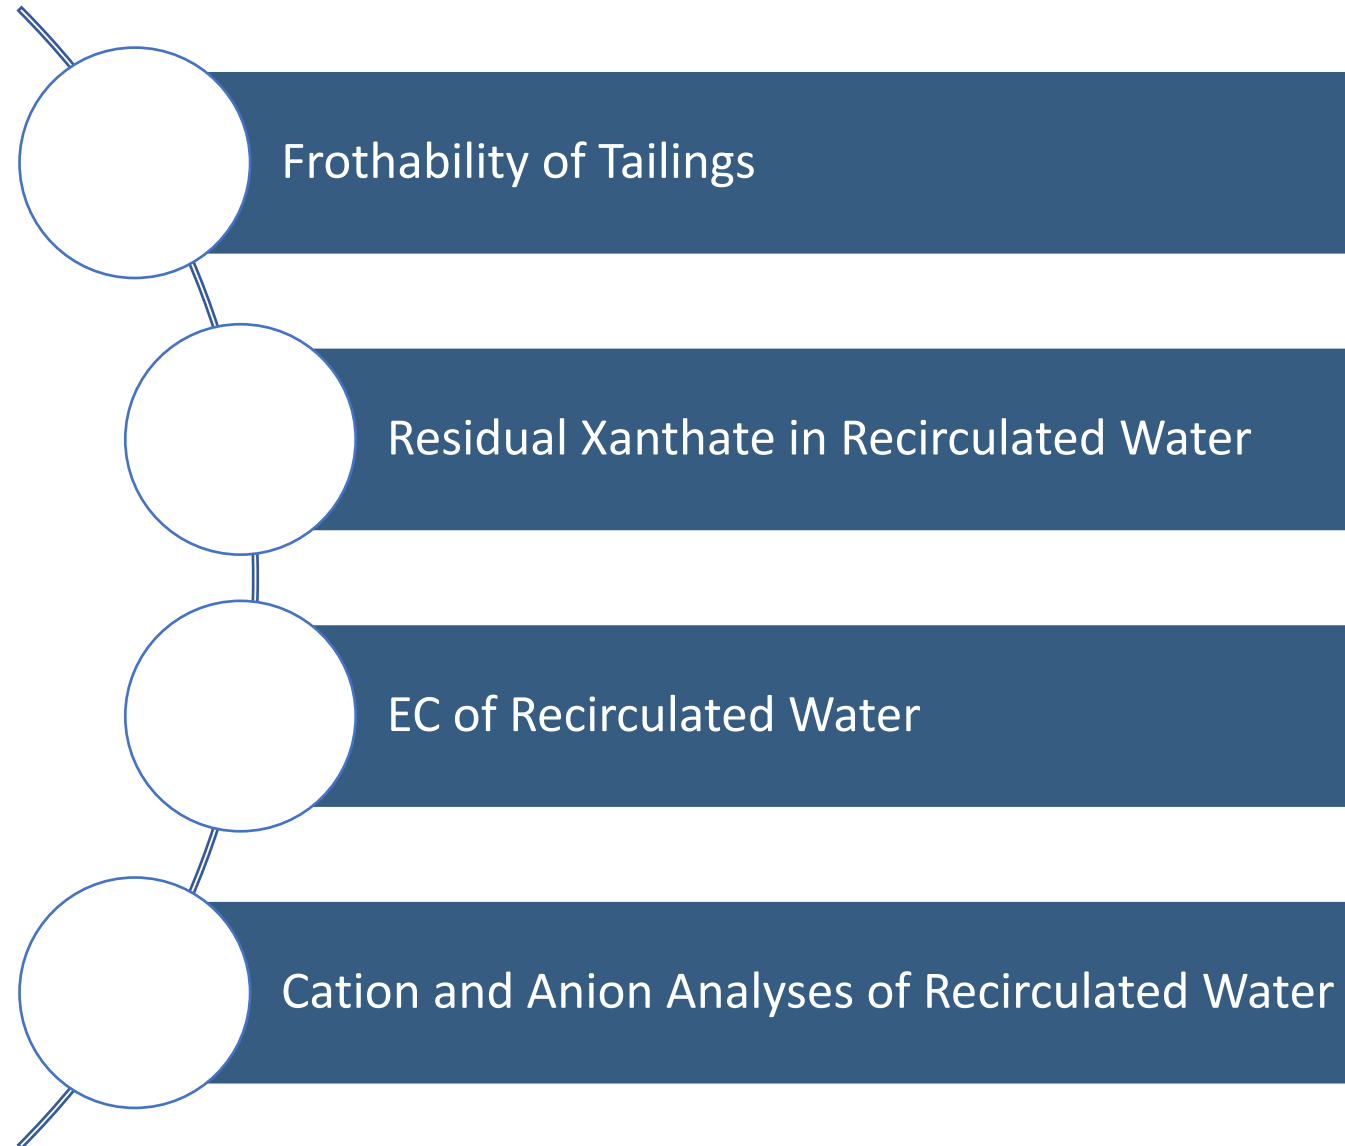 Frothability of Tailings
Residual Xanthate in Recirculated Water
EC of Recirculated Water
Cation and Anion Analyses of Recirculated Water